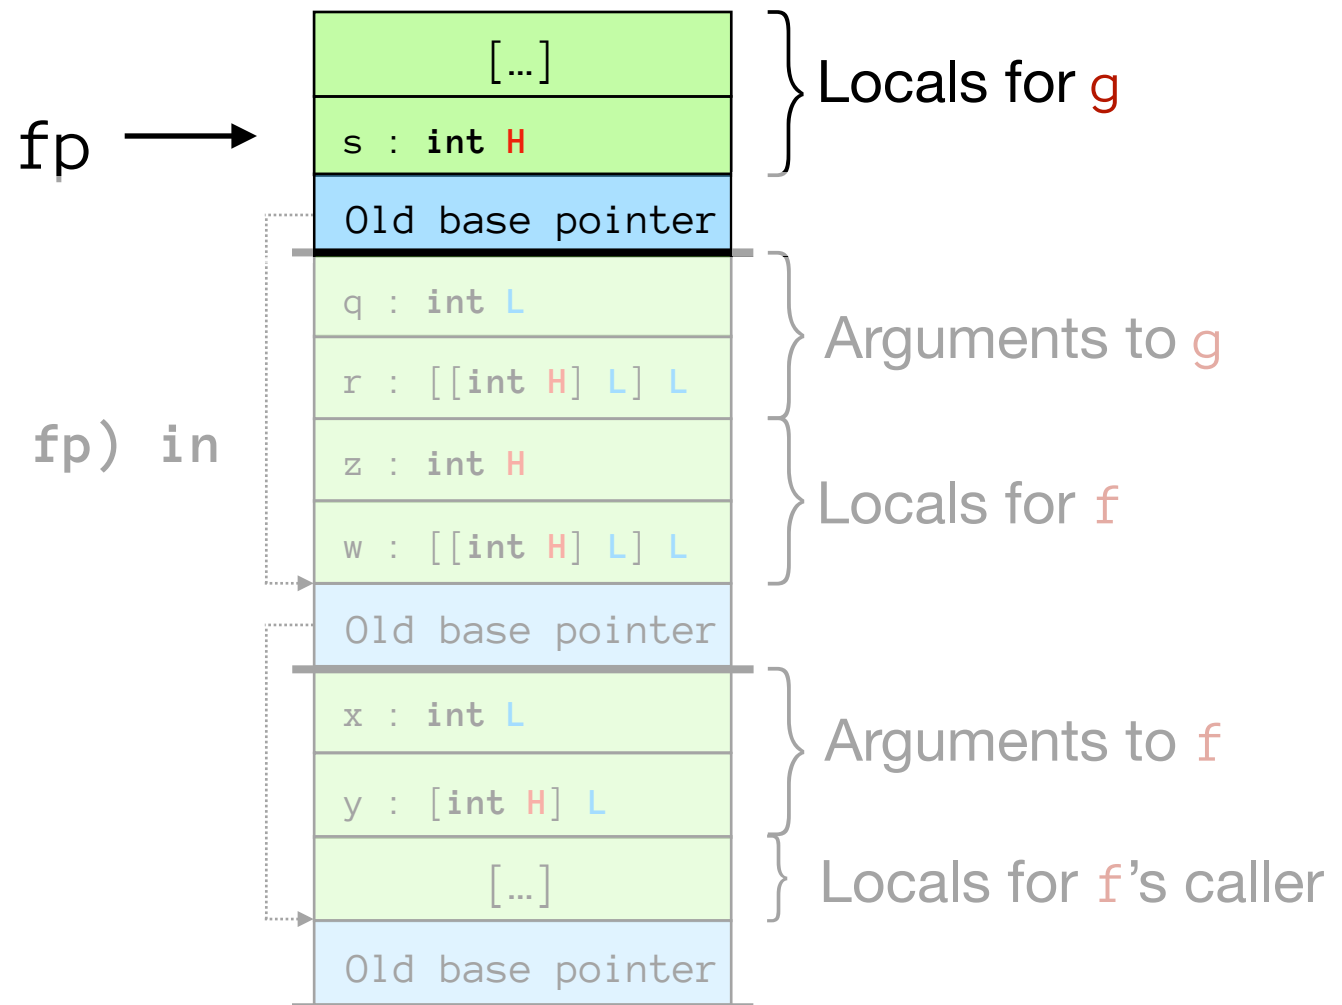 […]
Locals for g
fp
s : int H
Old base pointer
q : int L
Arguments to g
r : [[int H] L] L
fp) in
z : int H
Locals for f
w : [[int H] L] L
Old base pointer
x : int L
Arguments to f
y : [int H] L
[…]
Locals for f’s caller
Old base pointer